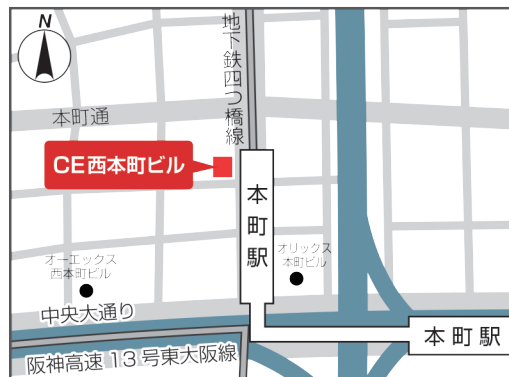 N
地下鉄四つ橋線
本町通
CE西本町ビル
本町駅
オーエックス
西本町ビル
オリックス
本町ビル
中央大通り
本町駅
阪神高速13号東大阪線